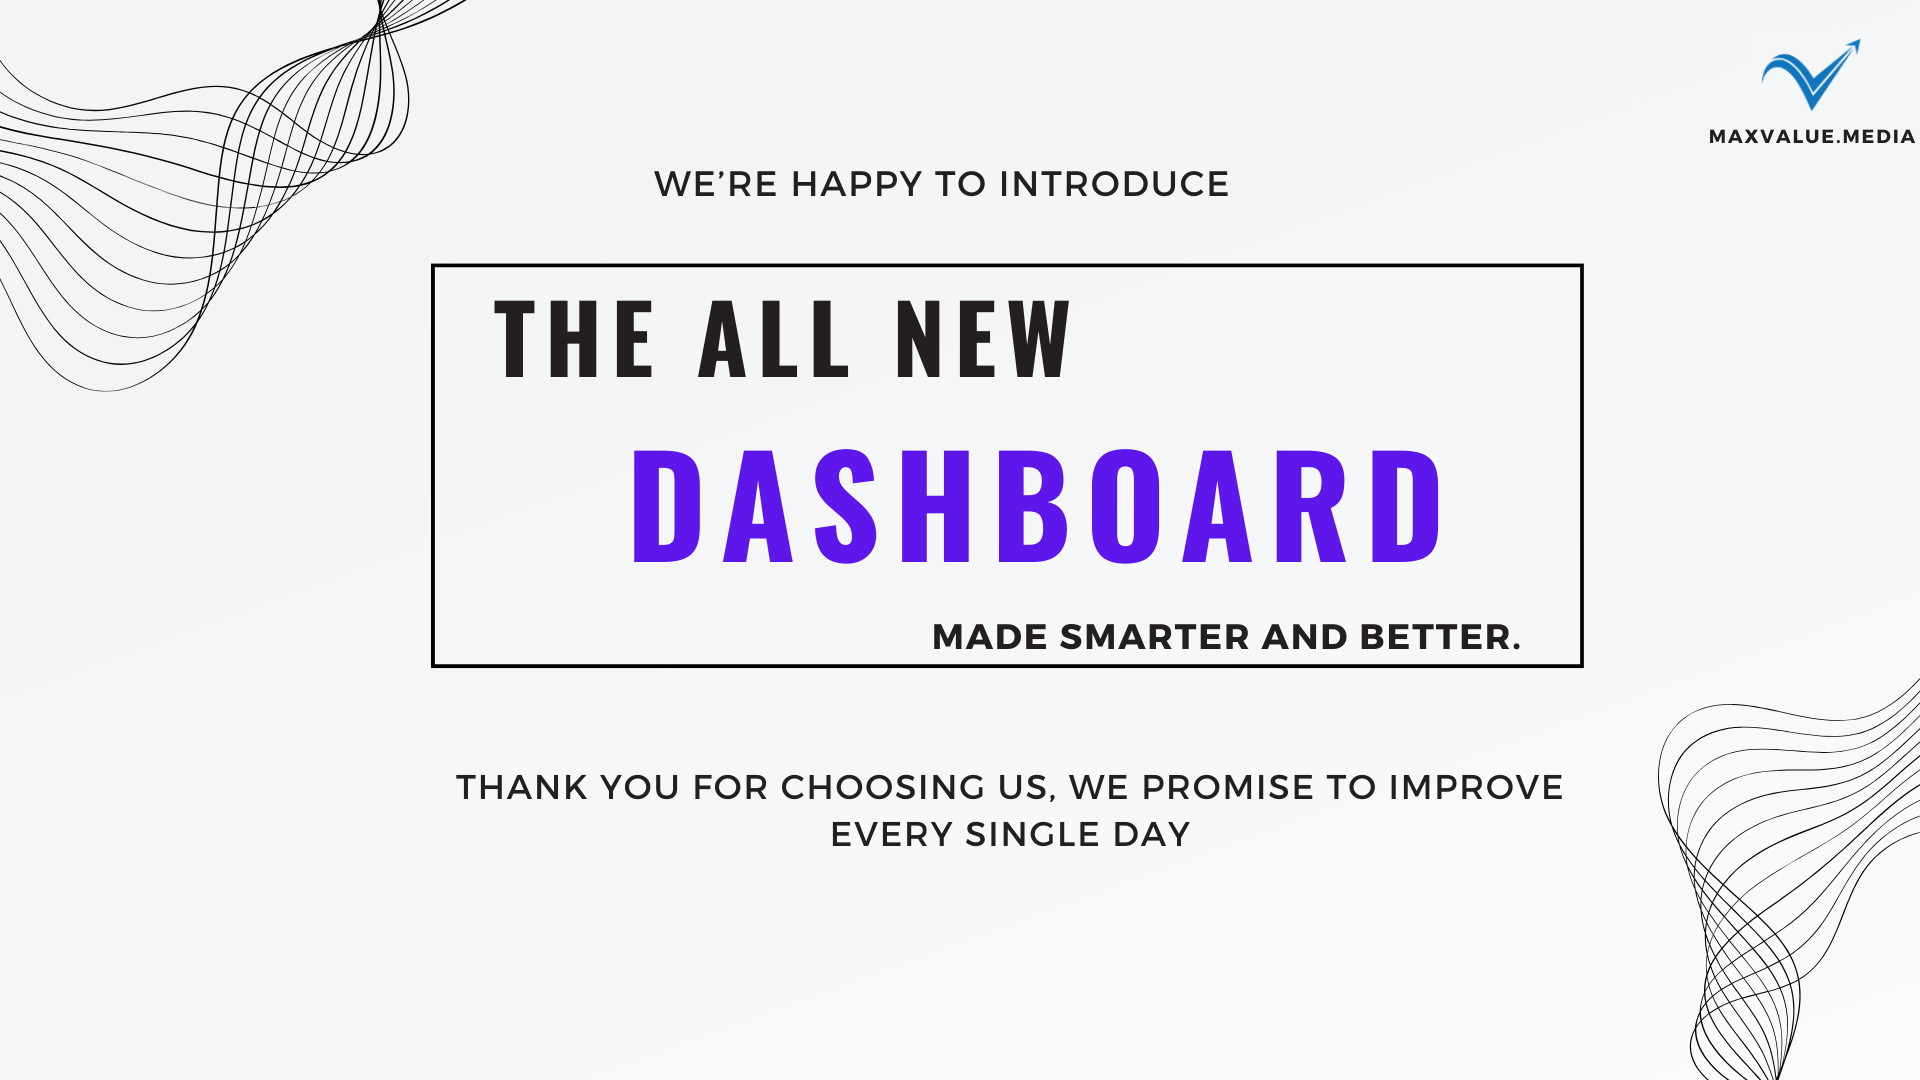 MAXVALUE.MEDIA
WE’RE HAPPY TO INTRODUCE
THE ALL NEW
DASHBOARD
MADE SMARTER AND BETTER.
THANK YOU FOR CHOOSING US, WE PROMISE TO IMPROVE
EVERY SINGLE DAY